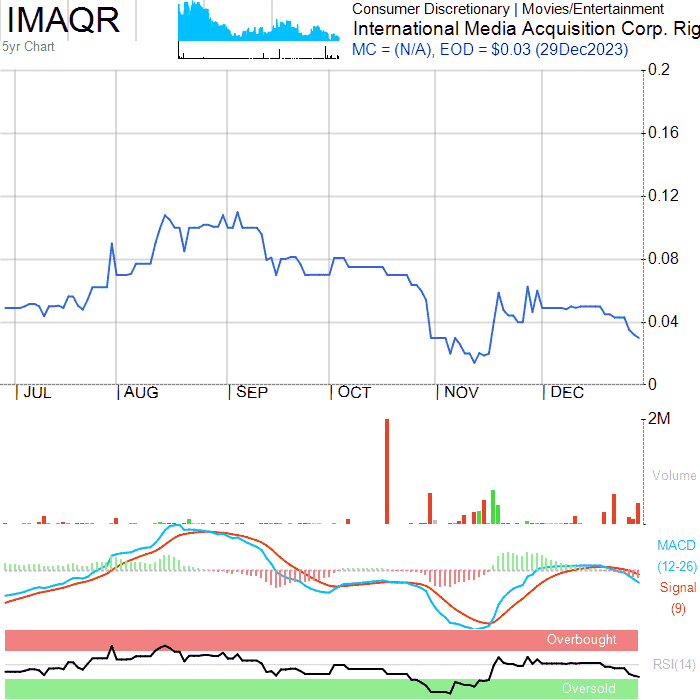 IMAQR
5yr Chart
Consumer Discretionary | Movies/Entertainment
International Media Acquisition Corp. Rig
MC = (N/A), EOD = $0.03 (29Dec2023)
0.2
0.16
0.12
0.08
0.04
0
JUL AUG SEP OCT NOV DEC
2M
Volume
MACD
(12-26)
Signal
(9)
Overbought
RSI(14)
Oversold